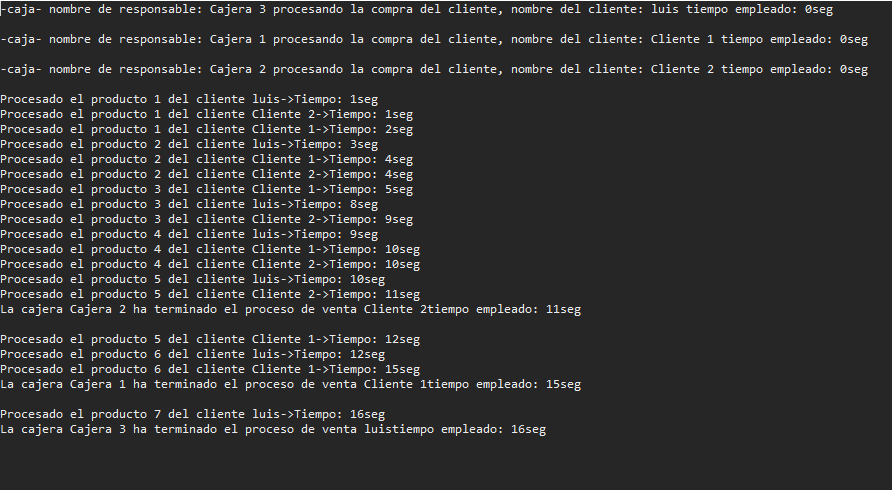 -caja- nombre de responsable: Cajera 3 procesando la compra del cliente, nombre del cliente: luis tiempo empleado: 0seg
-caja- nombre de responsable: Cajera 1 procesando la compra del cliente, nombre del cliente: Cliente 1 tiempo empleado: 0seg
-caja- nombre de responsable: Cajera 2 procesando la compra del cliente, nombre del cliente: Cliente 2 tiempo empleado: 0seg
Procesado el producto 1 del cliente luis->Tiempo: 1seg
Procesado el producto 1 del cliente Cliente 2->Tiempo: 1seg
Procesado el producto 1 del cliente Cliente 1->Tiempo: 2seg
Procesado el producto 2 del cliente luis->Tiempo: 3seg
Procesado el producto 2 del cliente Cliente 1->Tiempo: 4seg
Procesado el producto 2 del cliente Cliente 2->Tiempo: 4seg
Procesado el producto 3 del cliente Cliente 1->Tiempo: 5seg
Procesado el producto 3 del cliente luis->Tiempo: 8seg
Procesado el producto 3 del cliente Cliente 2->Tiempo: 9seg
Procesado el producto 4 del cliente luis->Tiempo: 9seg
Procesado el producto 4 del cliente Cliente 1->Tiempo: 10seg
Procesado el producto 4 del cliente Cliente 2->Tiempo: 10seg
Procesado el producto 5 del cliente luis->Tiempo: 10seg
Procesado el producto 5 del cliente Cliente 2->Tiempo: 11seg
La cajera Cajera 2 ha terminado el proceso de venta Cliente 2tiempo empleado: 11seg
Procesado el producto 5 del cliente Cliente 1->Tiempo: 12seg
Procesado el producto 6 del cliente luis->Tiempo: 12seg
Procesado el producto 6 del cliente Cliente 1->Tiempo: 15seg
La cajera Cajera 1 ha terminado el proceso de venta Cliente 1tiempo empleado: 15seg
Procesado el producto 7 del cliente luis->Tiempo: 16seg
La cajera Cajera 3 ha terminado el proceso de venta luistiempo empleado: 16seg